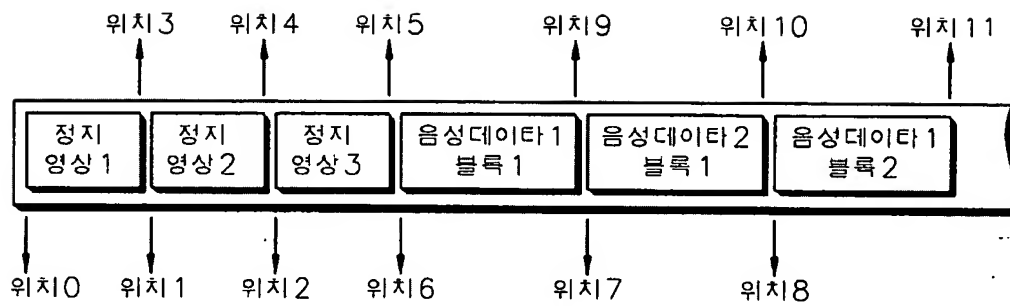 위치3 위치4 위치5 위치9 위치10 위치11
정지 정지 정지 음성데이타1 음성데이타2 음성데이타1
영상1 영상2 영상3 블록1 블록1 블록2
위치0 위치1 위치2 위치6 위치7 위치8